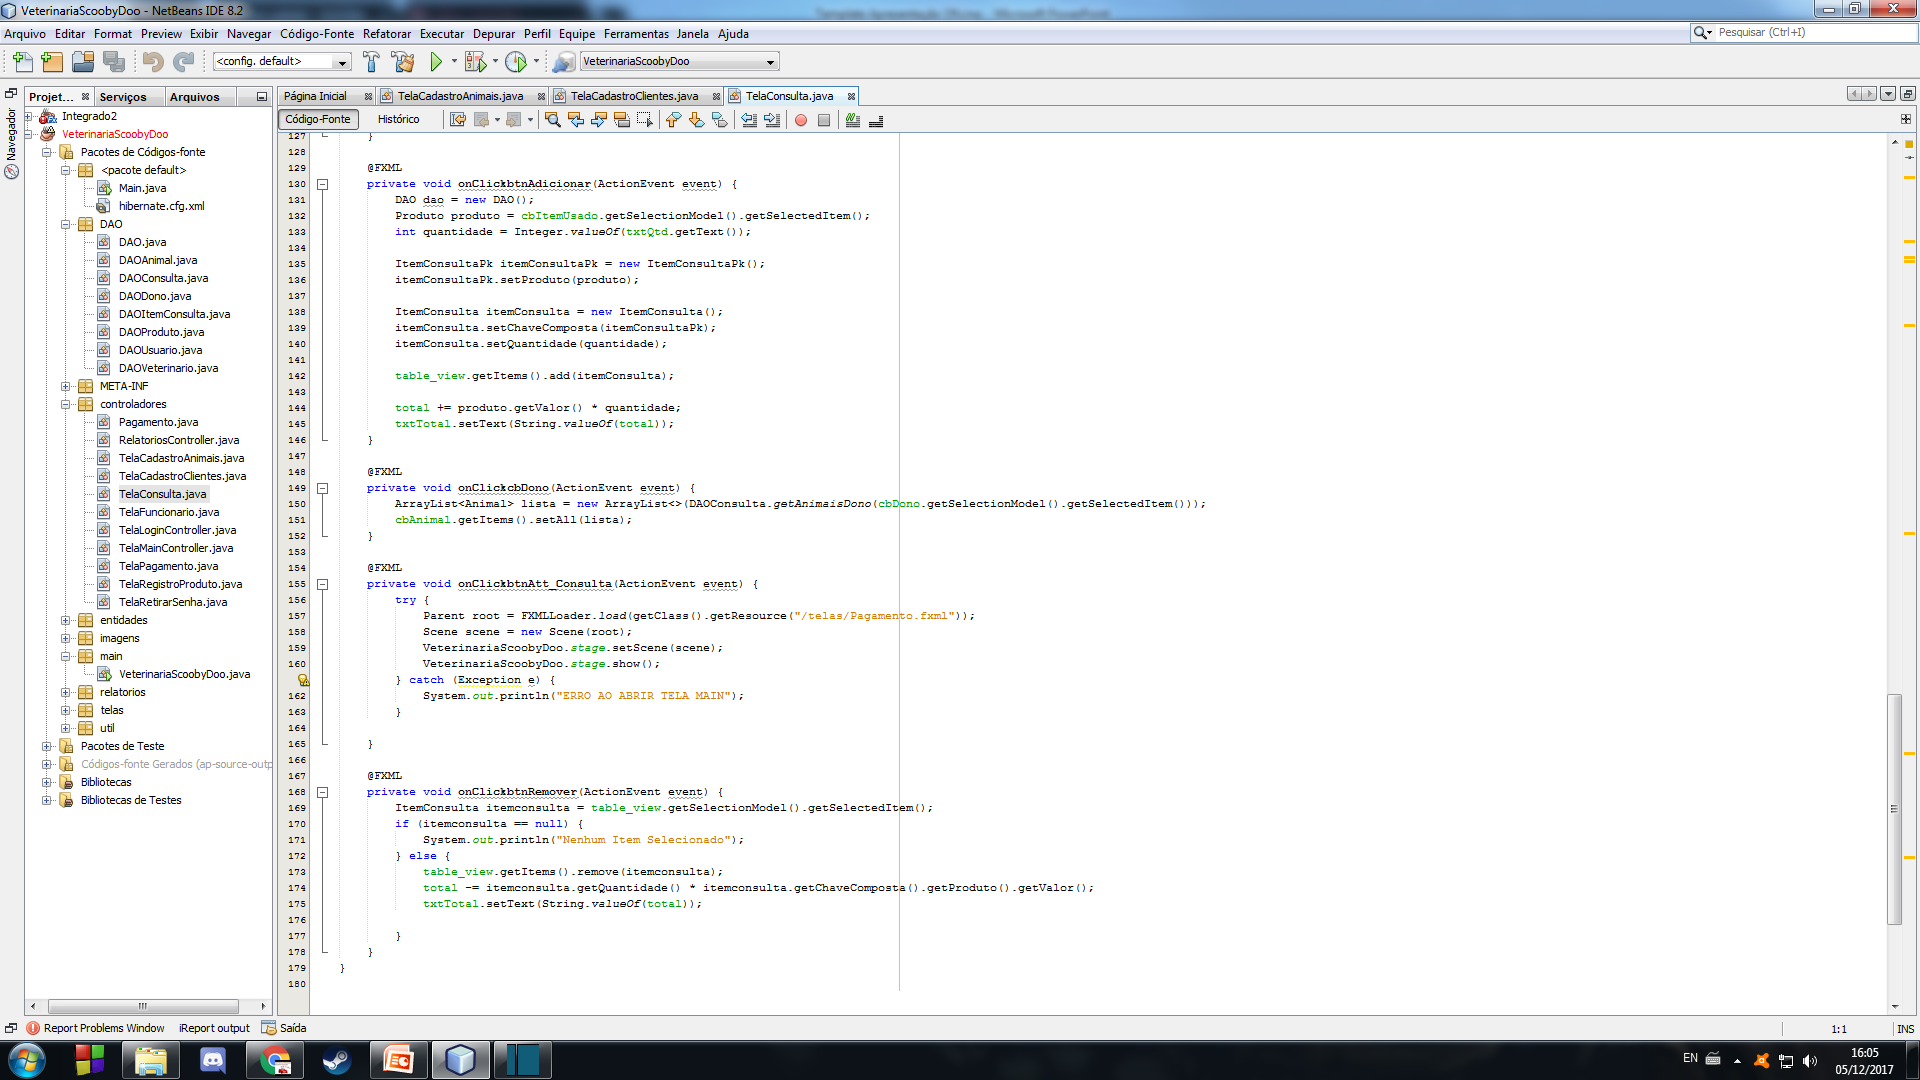 VeterinariaScoobyDoo - NetBeans IDE 8.2
Arquivo Editar Format Preview Exibir Navegar Código-Fonte Refatorar Executar Depurar Perfil Equipe Ferramentas Janela Ajuda
Pesquisar (Ctrl+I)
<config. default>
VeterinariaScoobyDoo
Projet... Serviços Arquivos
Página Inicial TelaCadastroAnimais.java TelaCadastroClientes.java TelaConsulta.java
Código-Fonte Histórico
Navegador
Integrado2
VeterinariaScoobyDoo
Pacotes de Códigos-fonte
<pacote default>
Main.java
hibernate.cfg.xml
DAO
DAO.java
DAOAnimal.java
DAOConsulta.java
DAODono.java
DAOItemConsulta.java
DAOProduto.java
DAOUsuario.java
DAOVeterinario.java
META-INF
controladores
Pagamento.java
RelatoriosController.java
TelaCadastroAnimais.java
TelaCadastroClientes.java
TelaConsulta.java
TelaFuncionario.java
TelaLoginController.java
TelaMainController.java
TelaPagamento.java
TelaRegistroProduto.java
TelaRetirarSenha.java
entidades
imagens
main
VeterinariaScoobyDoo.java
relatorios
telas
util
Pacotes de Teste
Códigos-fonte Gerados (ap-source-outp
Bibliotecas
Bibliotecas de Testes
127 }
128
129 @FXML
130 private void onClickbtnAdicionar(ActionEvent event) {
131 DAO dao = new DAO();
132 Produto produto = cbItemUsado.getSelectionModel().getSelectedItem();
133 int quantidade = Integer.valueOf(txtQtd.getText());
134
135 ItemConsultaPk itemConsultaPk = new ItemConsultaPk();
136 itemConsultaPk.setProduto(produto);
137
138 ItemConsulta itemConsulta = new ItemConsulta();
139 itemConsulta.setChaveComposta(itemConsultaPk);
140 itemConsulta.setQuantidade(quantidade);
141
142 table_view.getItems().add(itemConsulta);
143
144 total += produto.getValor() * quantidade;
145 txtTotal.setText(String.valueOf(total));
146 }
147
148 @FXML
149 private void onClickcbDono(ActionEvent event) {
150 ArrayList<Animal> lista = new ArrayList<>(DAOConsulta.getAnimaisDono(cbDono.getSelectionModel().getSelectedItem()));
151 cbAnimal.getItems().setAll(lista);
152 }
153
154 @FXML
155 private void onClickbtnAtt_Consulta(ActionEvent event) {
156 try {
157 Parent root = FXMLLoader.load(getClass().getResource("/telas/Pagamento.fxml"));
158 Scene scene = new Scene(root);
159 VeterinariaScoobyDoo.stage.setScene(scene);
160 VeterinariaScoobyDoo.stage.show();
} catch (Exception e) {
162 System.out.println("ERRO AO ABRIR TELA MAIN");
163 }
164
165 }
166
167 @FXML
168 private void onClickbtnRemover(ActionEvent event) {
169 ItemConsulta itemconsulta = table_view.getSelectionModel().getSelectedItem();
170 if (itemconsulta == null) {
171 System.out.println("Nenhum Item Selecionado");
172 } else {
173 table_view.getItems().remove(itemconsulta);
174 total -= itemconsulta.getQuantidade() * itemconsulta.getChaveComposta().getProduto().getValor();
175 txtTotal.setText(String.valueOf(total));
176
177 }
178 }
179 }
180
Report Problems Window iReport output Saída
1:1 INS
EN 16:05
05/12/2017